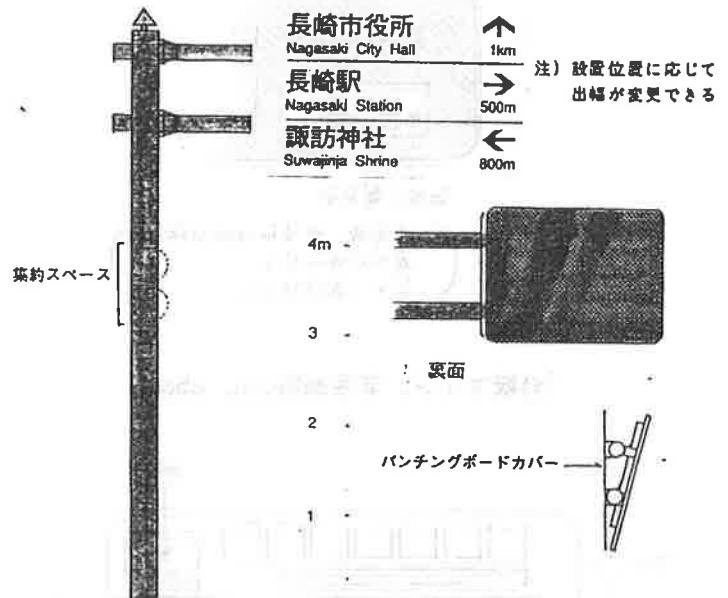 長崎市役所
Nagasaki City Hall
1km
長崎駅
Nagasaki Station
500m
諏訪神社
Suwajinja Shrine
800m
注）設置位置に応じて
出幅が変更できる
集約スペース
4m
3
2
1
裏面
パンチングボードカバー